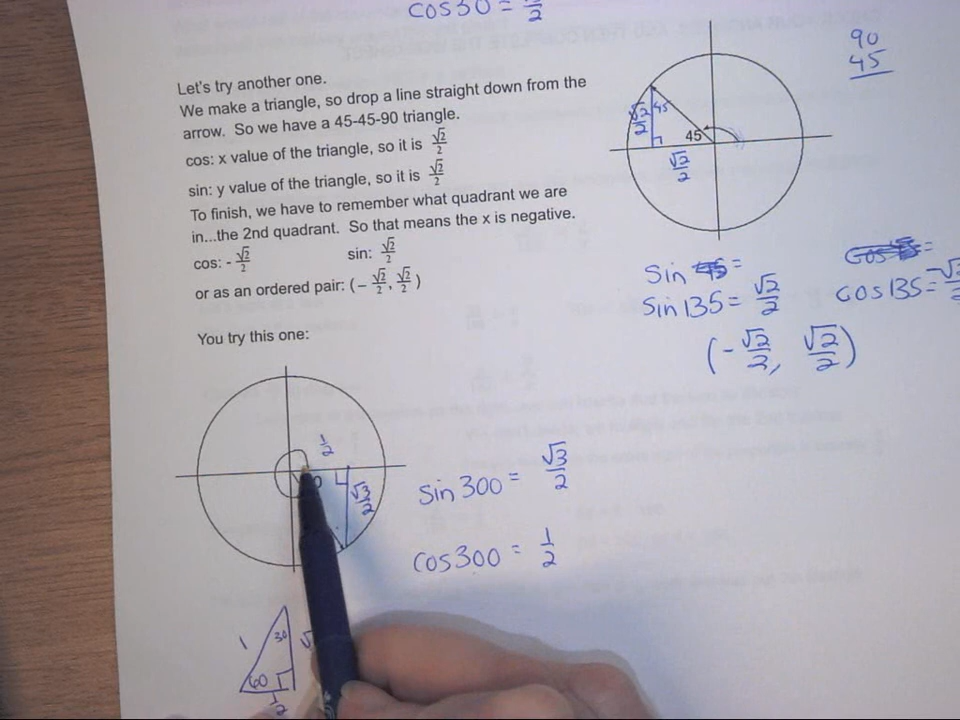 cos30 = √3/2
Let's try another one.
We make a triangle, so drop a line straight down from the
arrow. So we have a 45-45-90 triangle.
cos: x value of the triangle, so it is √2/2
sin: y value of the triangle, so it is √2/2
To finish, we have to remember what quadrant we are
in...the 2nd quadrant. So that means the x is negative.
cos: - √2/2 sin: √2/2
or as an ordered pair: (- √2/2, √2/2)
90
45
√2/2 45
45
√2/2
sin 45 =
cos 45 =
sin 135 = √2/2
cos 135 = -√2/2
(-√2/2, √2/2)
You try this one:
1/2
√3/2
sin 300 = √3/2
cos 300 = 1/2
1 30
60
1/2